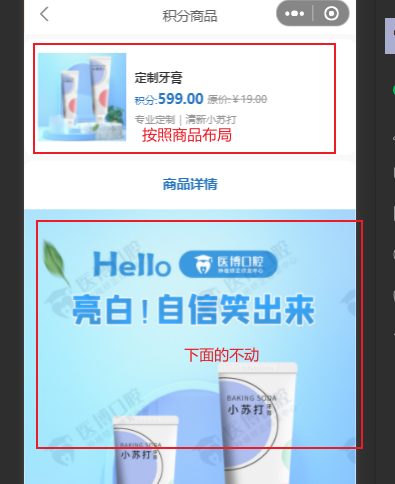 积分商品
定制牙膏
积分:599.00 原价:￥19.00
专业定制 | 清新小苏打
按照商品布局
商品详情
Hello 医博口腔
亮白！自信笑出来
下面的不动
BAKING SODA
小苏打 牙膏
BAKING SODA
小苏打